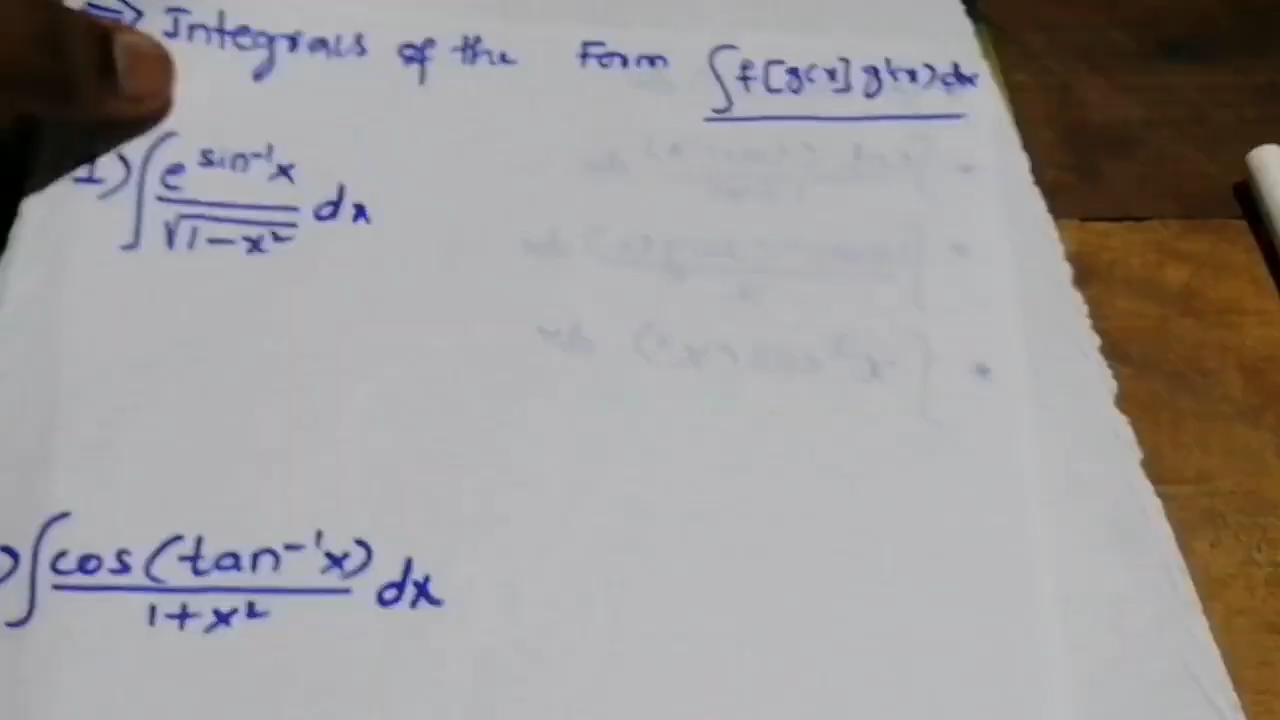 ⇒ Integrals of the Form ∫f[g(x)] g'(x) dx
1) ∫ e^sin⁻¹x / √1-x² dx
) ∫ cos(tan⁻¹x) / 1+x² dx